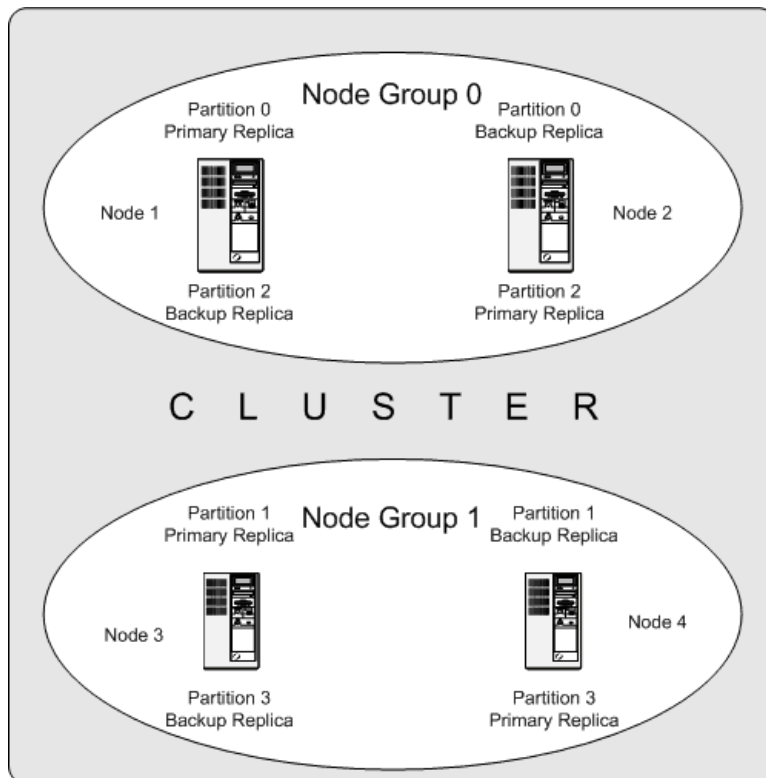 Node Group 0
Partition 0
Primary Replica
Partition 0
Backup Replica
Node 1
Node 2
Partition 2
Backup Replica
Partition 2
Primary Replica
C L U S T E R
Node Group 1
Partition 1
Primary Replica
Partition 1
Backup Replica
Node 3
Node 4
Partition 3
Backup Replica
Partition 3
Primary Replica